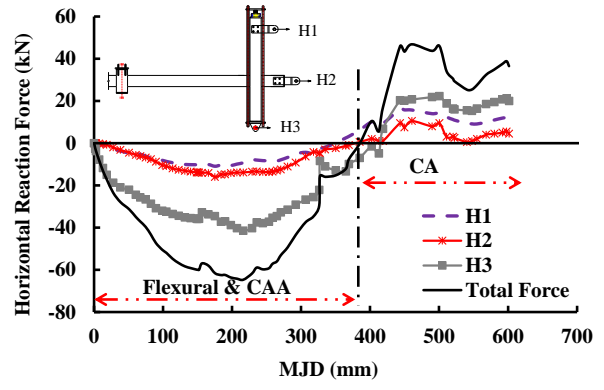 60
40
20
0
-20
-40
-60
-80
Horizontal Reaction Force (kN)
H1
H2
H3
CA
Flexural & CAA
H1
H2
H3
Total Force
0 100 200 300 400 500 600 700
MJD (mm)